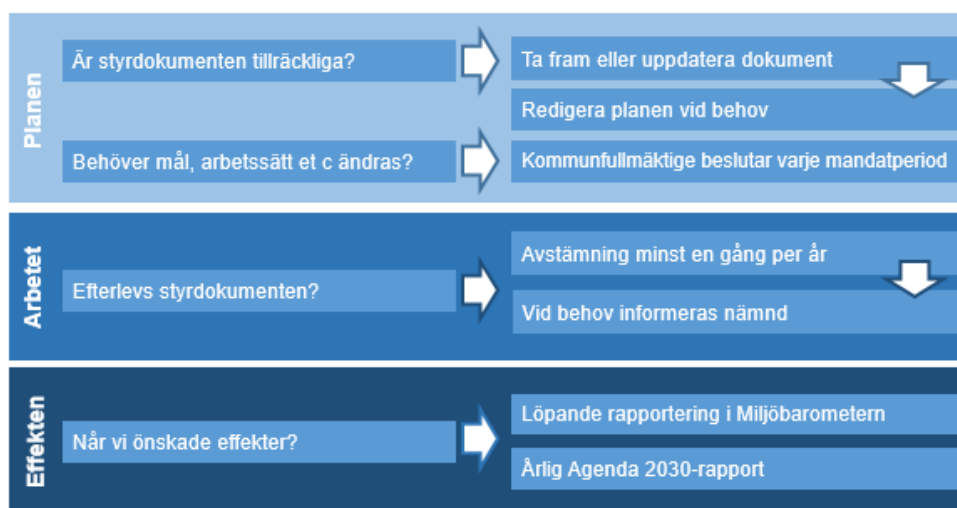 Planen
Är styrdokumenten tillräckliga?
Ta fram eller uppdatera dokument
Redigera planen vid behov
Behöver mål, arbetssätt et c ändras?
Kommunfullmäktige beslutar varje mandatperiod
Arbetet
Efterlevs styrdokumenten?
Avstämning minst en gång per år
Vid behov informeras nämnd
Effekten
Når vi önskade effekter?
Löpande rapportering i Miljöbarometern
Årlig Agenda 2030-rapport